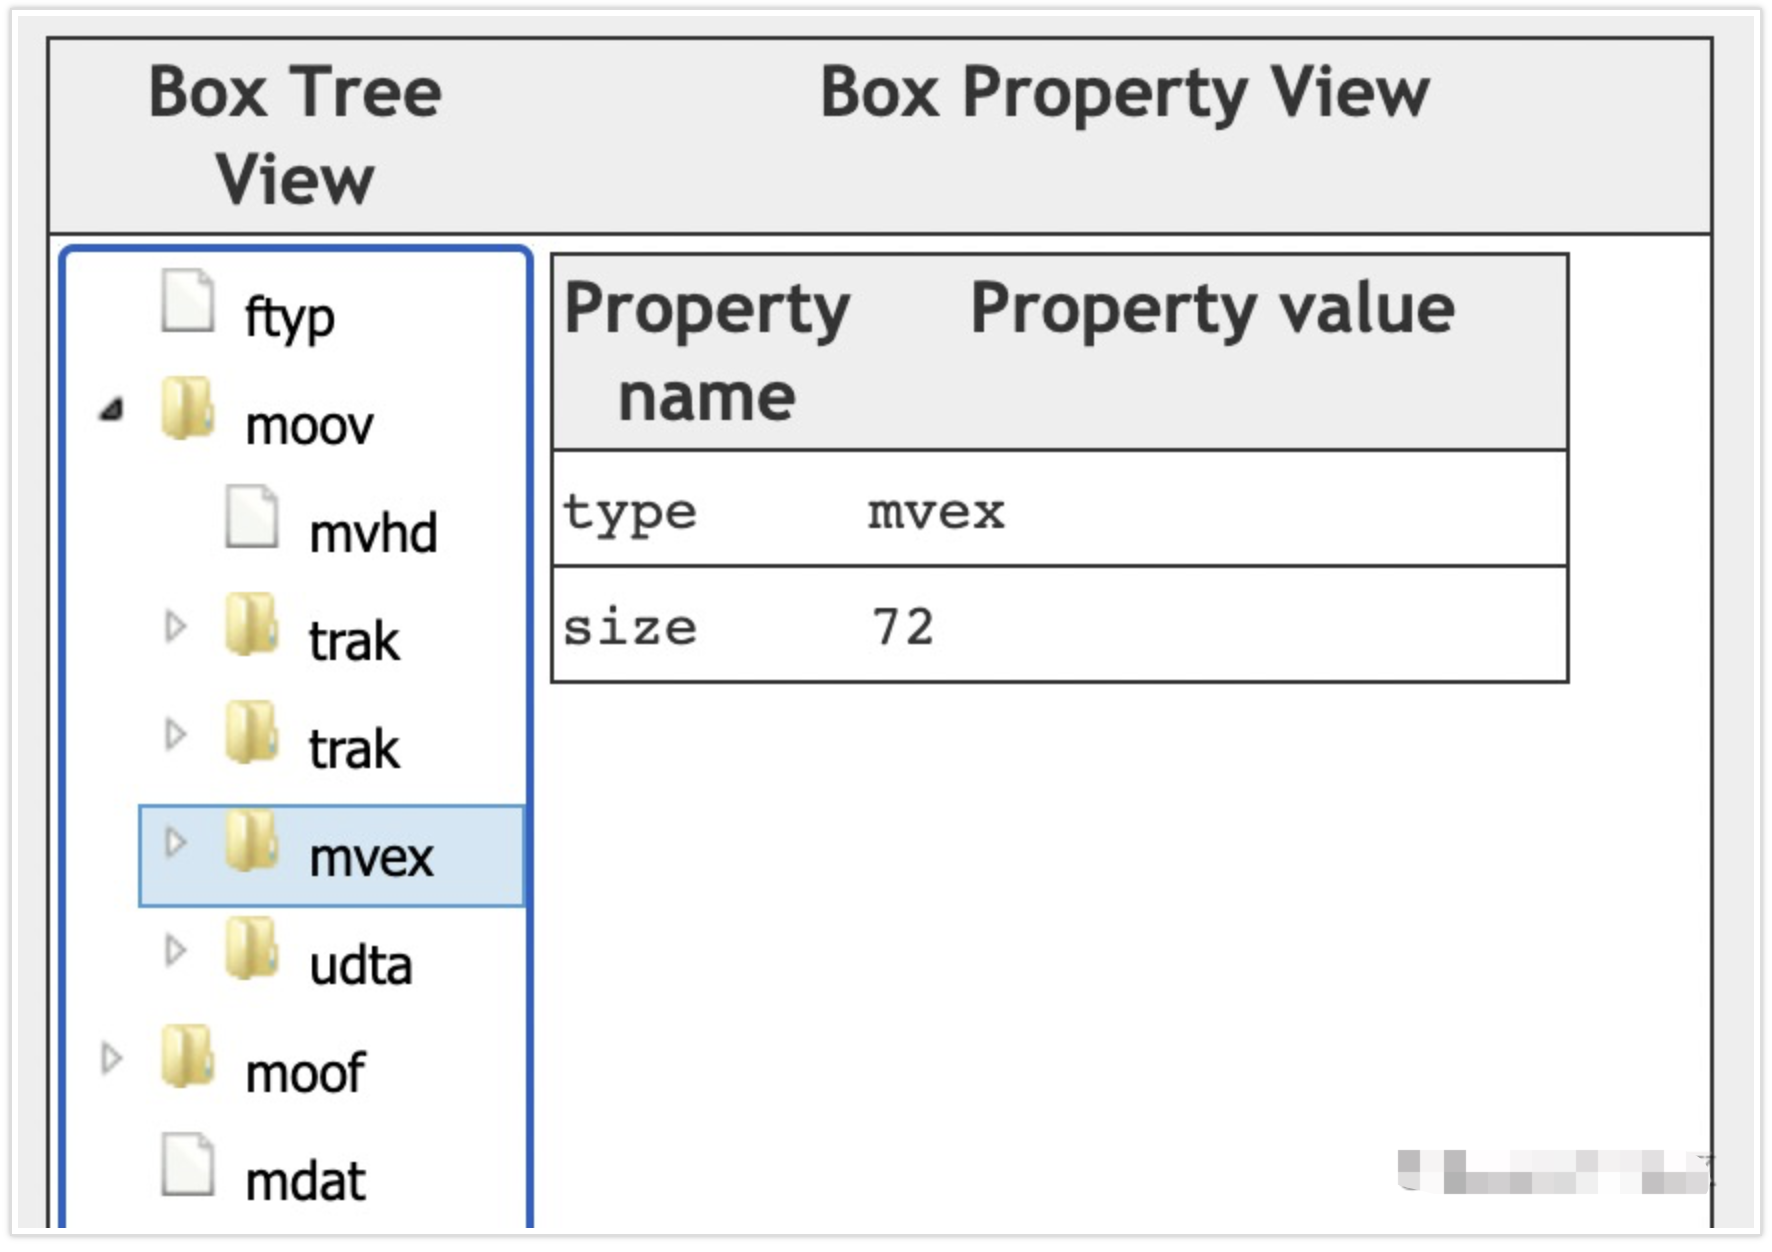 Box Tree View
Box Property View
ftyp
moov
mvhd
trak
trak
mvex
udta
moof
mdat
Property name
Property value
type mvex
size 72